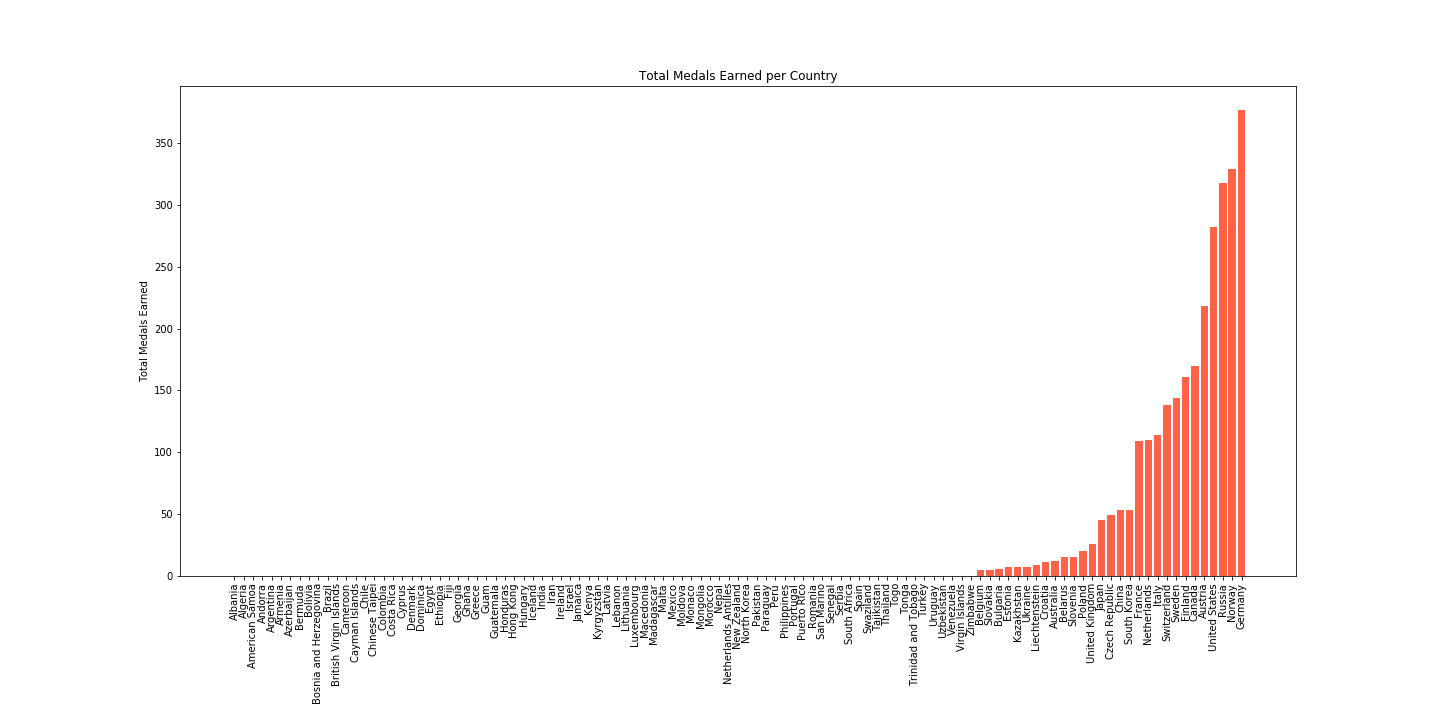 Total Medals Earned per Country
Total Medals Earned
350
300
250
200
150
100
50
0
Albania
Algeria
American Samoa
Andorra
Argentina
Armenia
Azerbaijan
Bermuda
Bolivia
Bosnia and Herzegovina
Brazil
British Virgin Islands
Cameroon
Cayman Islands
Chile
Chinese Taipei
Colombia
Costa Rica
Cyprus
Denmark
Dominica
Egypt
Ethiopia
Fiji
Georgia
Ghana
Greece
Guam
Guatemala
Honduras
Hong Kong
Hungary
Iceland
India
Iran
Ireland
Israel
Jamaica
Kenya
Kyrgyzstan
Latvia
Lebanon
Lithuania
Luxembourg
Macedonia
Madagascar
Malta
Mexico
Moldova
Monaco
Mongolia
Morocco
Nepal
Netherlands Antilles
New Zealand
North Korea
Pakistan
Paraguay
Peru
Philippines
Portugal
Puerto Rico
Romania
San Marino
Senegal
Serbia
South Africa
Spain
Swaziland
Tajikistan
Thailand
Togo
Tonga
Trinidad and Tobago
Turkey
Uruguay
Uzbekistan
Venezuela
Virgin Islands
Zimbabwe
Belgium
Slovakia
Bulgaria
Estonia
Kazakhstan
Ukraine
Liechtenstein
Croatia
Australia
Belarus
Slovenia
Poland
United Kingdom
Japan
Czech Republic
China
South Korea
France
Netherlands
Italy
Switzerland
Sweden
Finland
Canada
Austria
United States
Russia
Norway
Germany